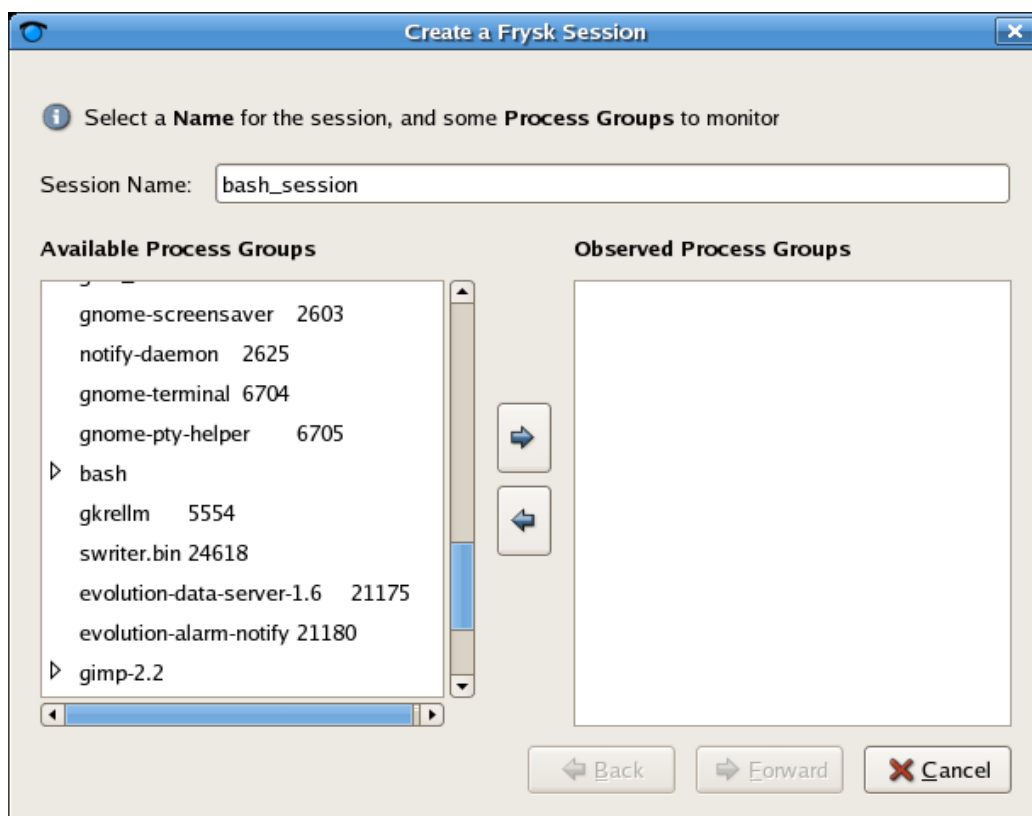 Create a Frysk Session
Select a Name for the session, and some Process Groups to monitor
Session Name: bash_session
Available Process Groups
gnome-screensaver 2603
notify-daemon 2625
gnome-terminal 6704
gnome-pty-helper 6705
bash
gkrellm 5554
swriter.bin 24618
evolution-data-server-1.6 21175
evolution-alarm-notify 21180
gimp-2.2
Observed Process Groups
Back Forward Cancel